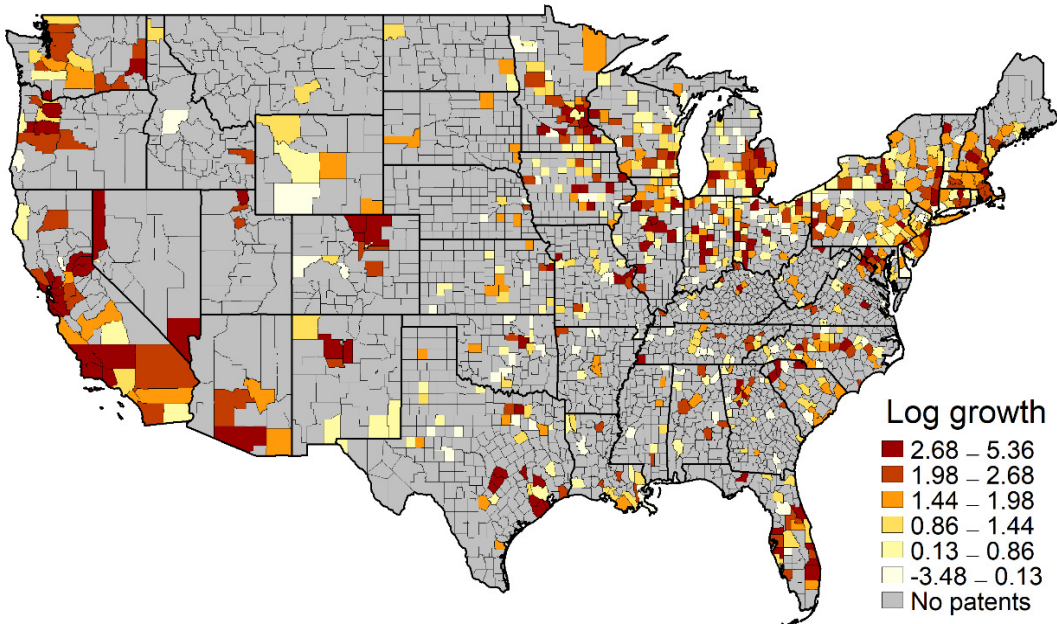 Log growth
2.68 – 5.36
1.98 – 2.68
1.44 – 1.98
0.86 – 1.44
0.13 – 0.86
-3.48 – 0.13
No patents